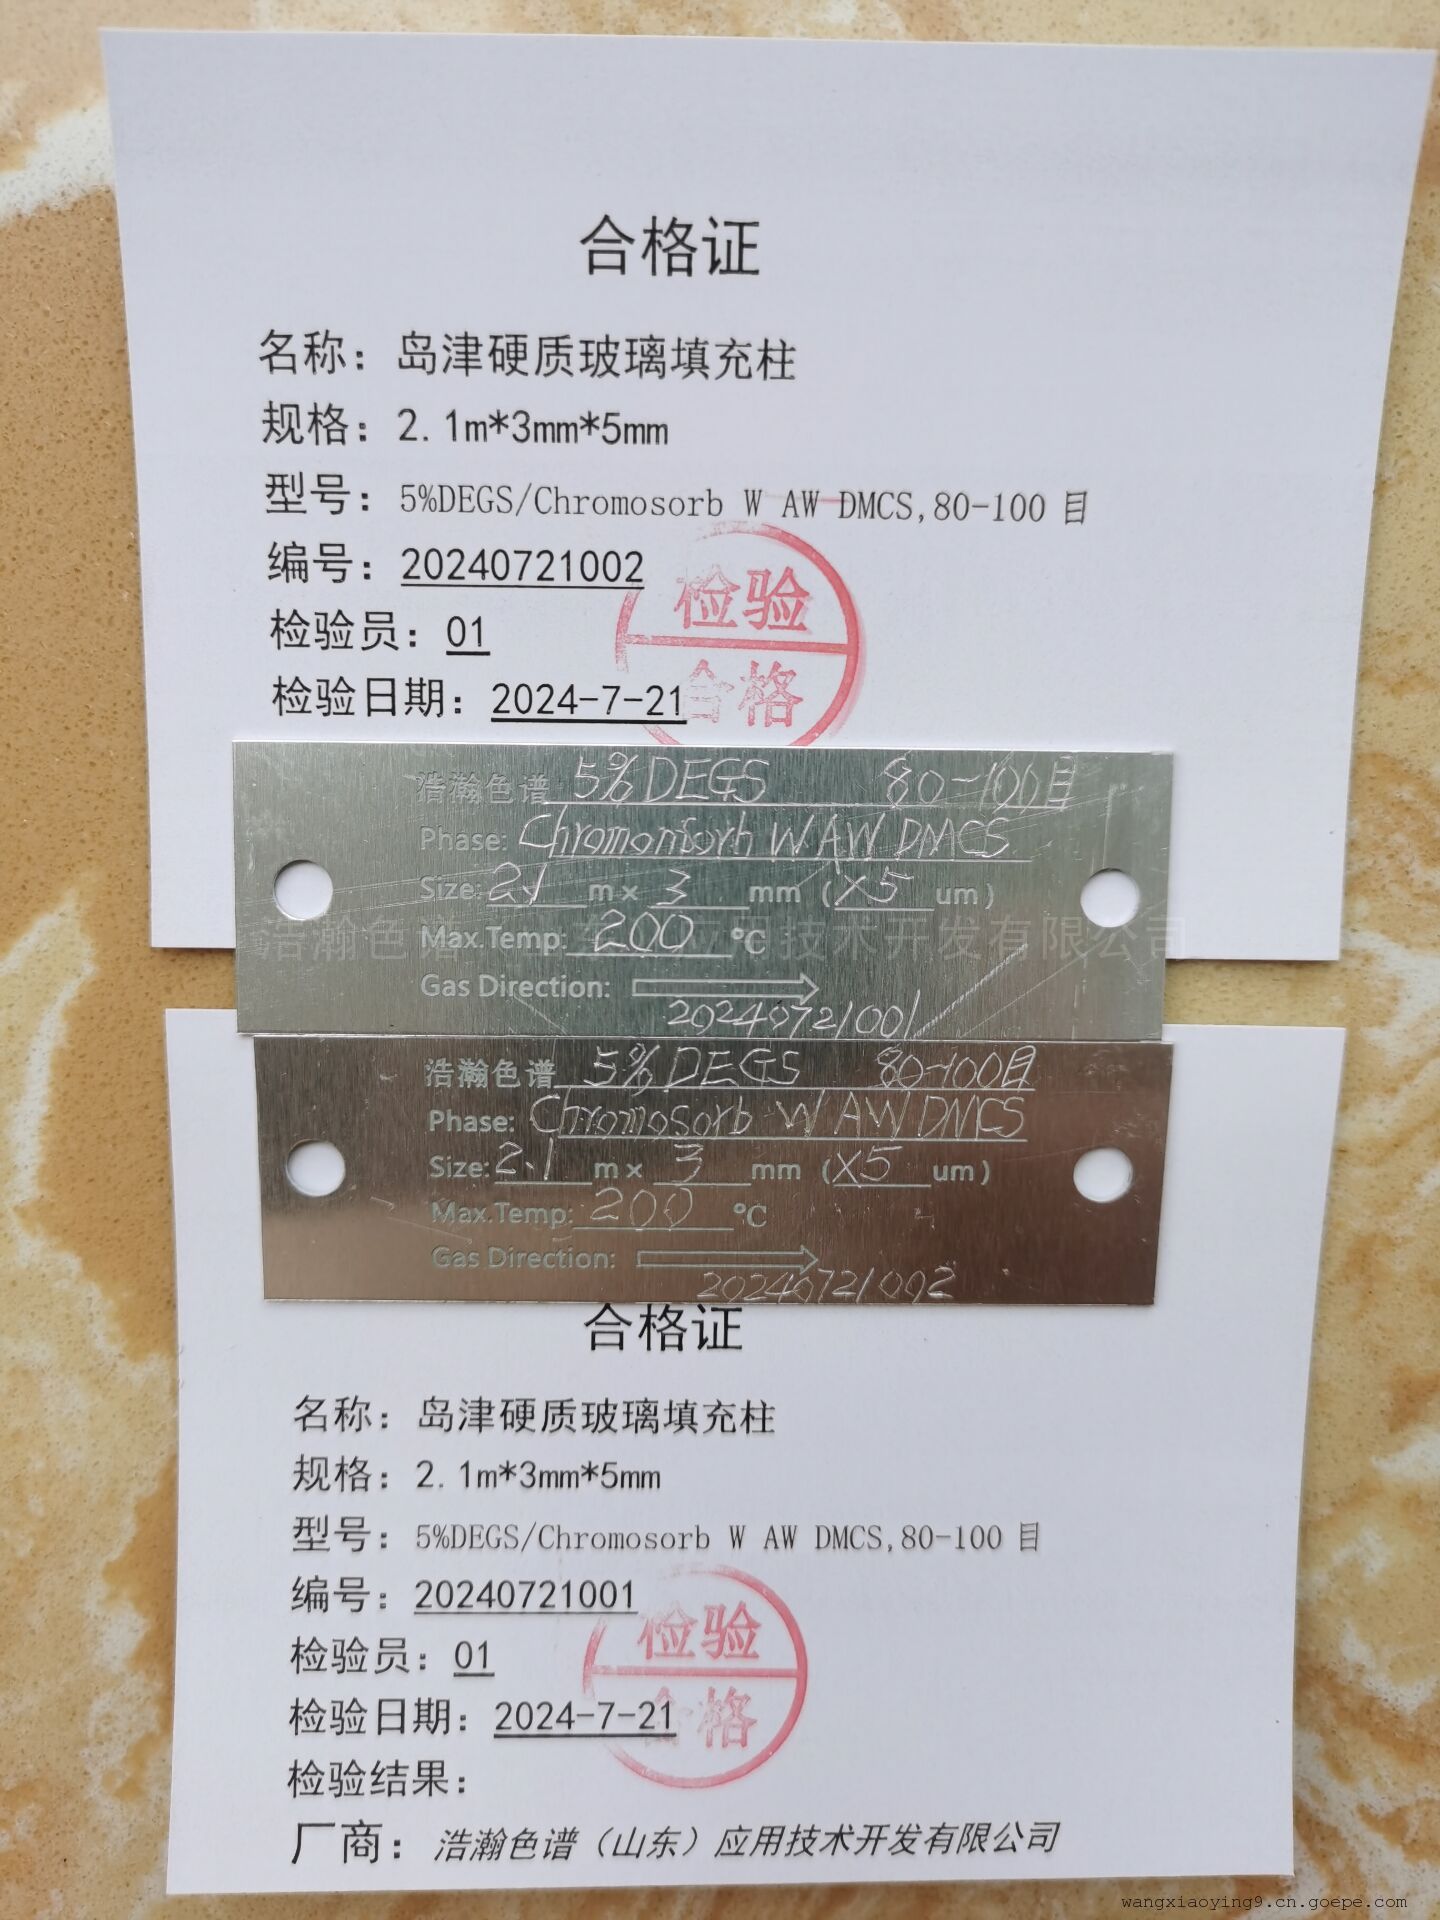 合格证
名称：岛津硬质玻璃填充柱
规格：2.1m*3mm*5mm
型号：5%DEGS/Chromosorb W AW DMCS,80-100 目
编号：20240721002
检验员：01
检验日期：2024-7-21
检验
合格
浩瀚色谱 5%DEGS 80-100目
Phase: Chromonsorb W AW DMCS
Size: 2.1 m× 3 mm (×5 um)
Max.Temp: 200 ℃
Gas Direction:
20240721001
浩瀚色谱 5%DEGS 80-100目
Phase: Chromosorb W AW DMCS
Size: 2.1 m× 3 mm (×5 um)
Max.Temp: 200 ℃
Gas Direction:
20240721002
合格证
名称：岛津硬质玻璃填充柱
规格：2.1m*3mm*5mm
型号：5%DEGS/Chromosorb W AW DMCS,80-100 目
编号：20240721001
检验员：01
检验日期：2024-7-21
检验
合格
检验结果：
厂商：浩瀚色谱（山东）应用技术开发有限公司
wangxiaoying9.cn.goepe.com